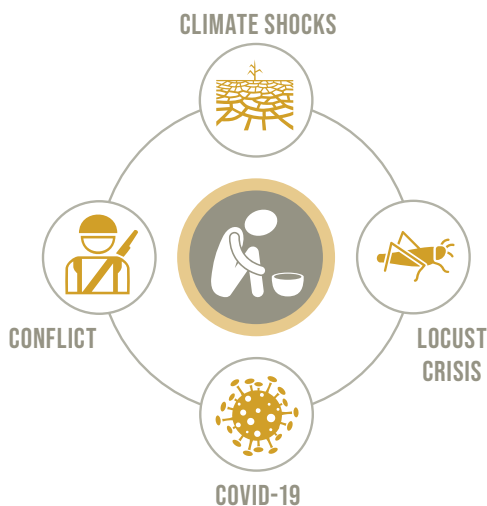 CLIMATE SHOCKS
CONFLICT
LOCUST
CRISIS
COVID-19